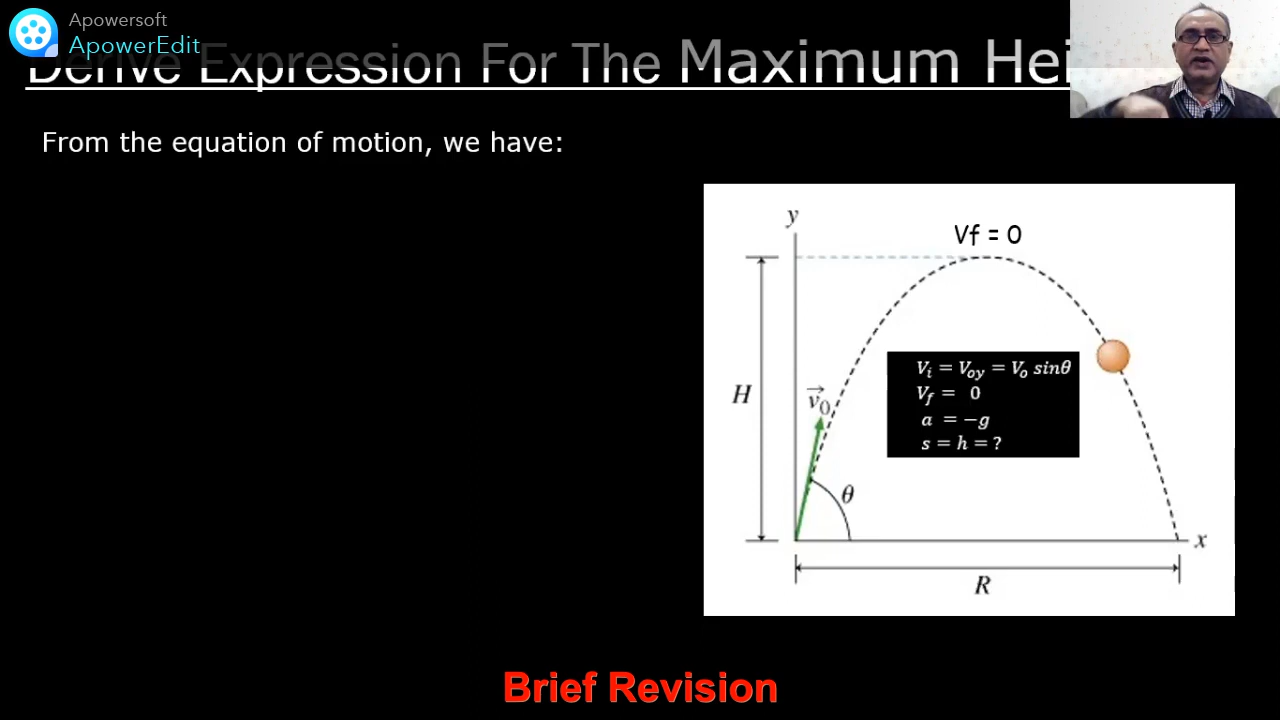 Apowersoft
ApowerEdit
Derive Expression For The Maximum Hei
From the equation of motion, we have:
y
Vf = 0
H
v⃗0
Vi = Voy = Vo sinθ
Vf = 0
a = −g
s = h = ?
θ
x
R
Brief Revision